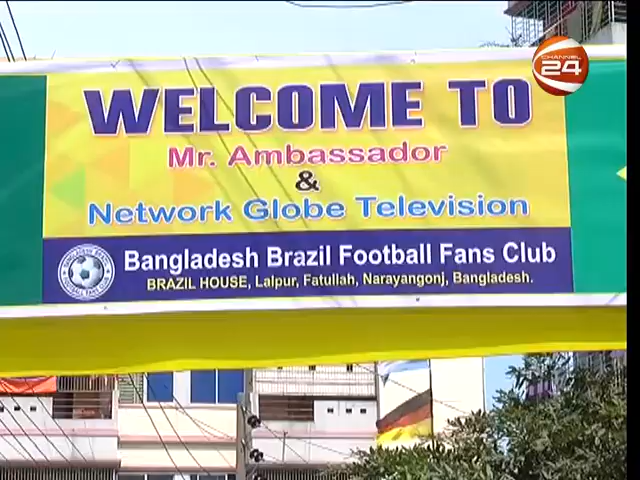 CHANNEL
24
WELCOME TO
Mr. Ambassador
&
Network Globe Television
Bangladesh Brazil Football Fans Club
BRAZIL HOUSE, Lalpur, Fatullah, Narayangonj, Bangladesh.